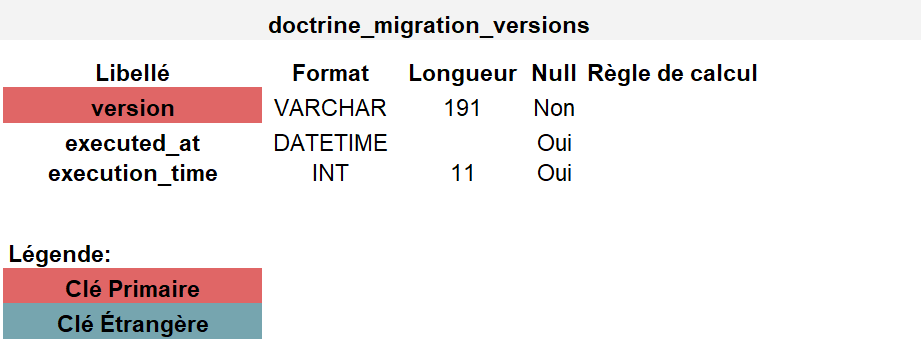 doctrine_migration_versions
Libellé Format Longueur Null Règle de calcul
version VARCHAR 191 Non
executed_at DATETIME Oui
execution_time INT 11 Oui
Légende:
Clé Primaire
Clé Étrangère